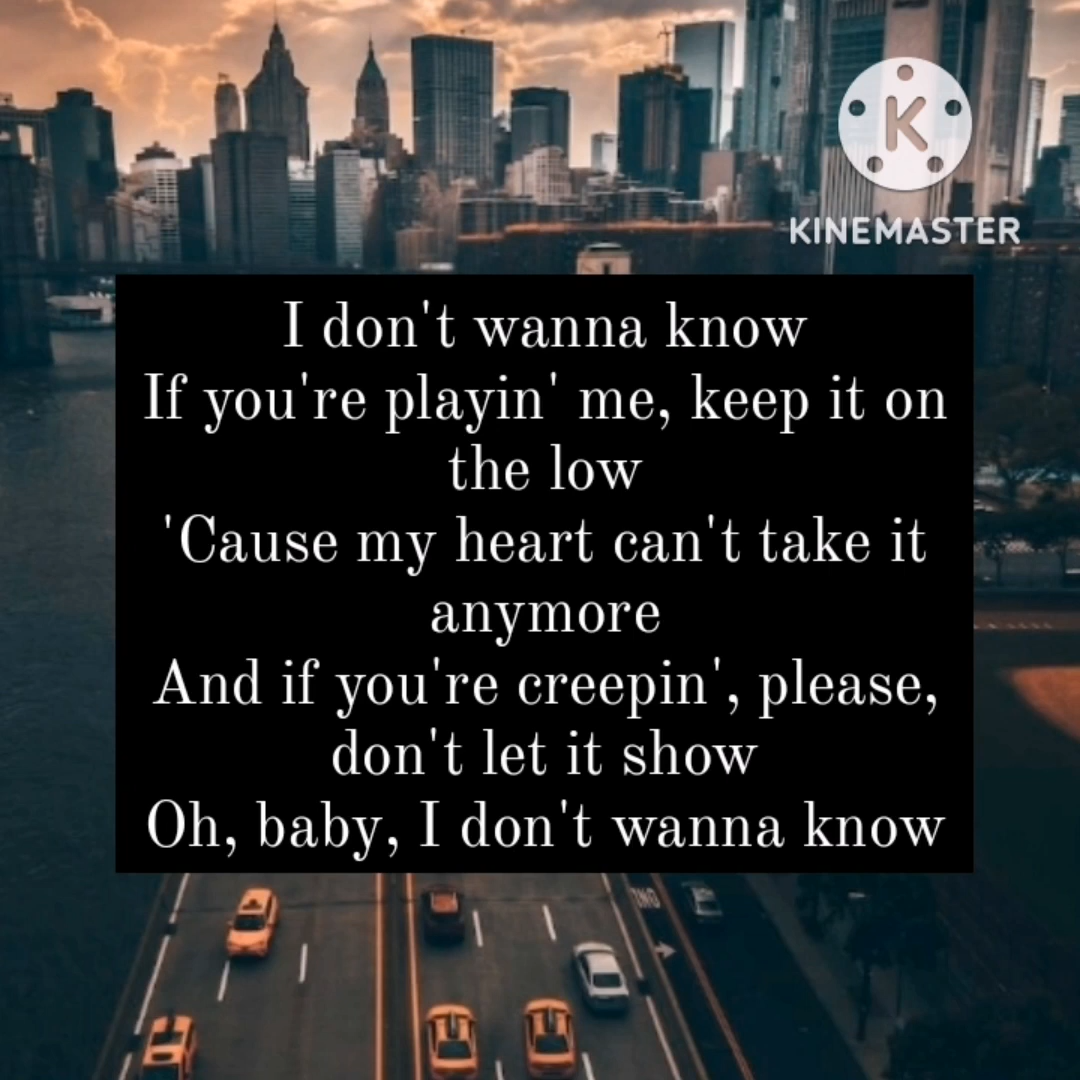 K
KINEMASTER
I don't wanna know
If you're playin' me, keep it on
the low
'Cause my heart can't take it
anymore
And if you're creepin', please,
don't let it show
Oh, baby, I don't wanna know